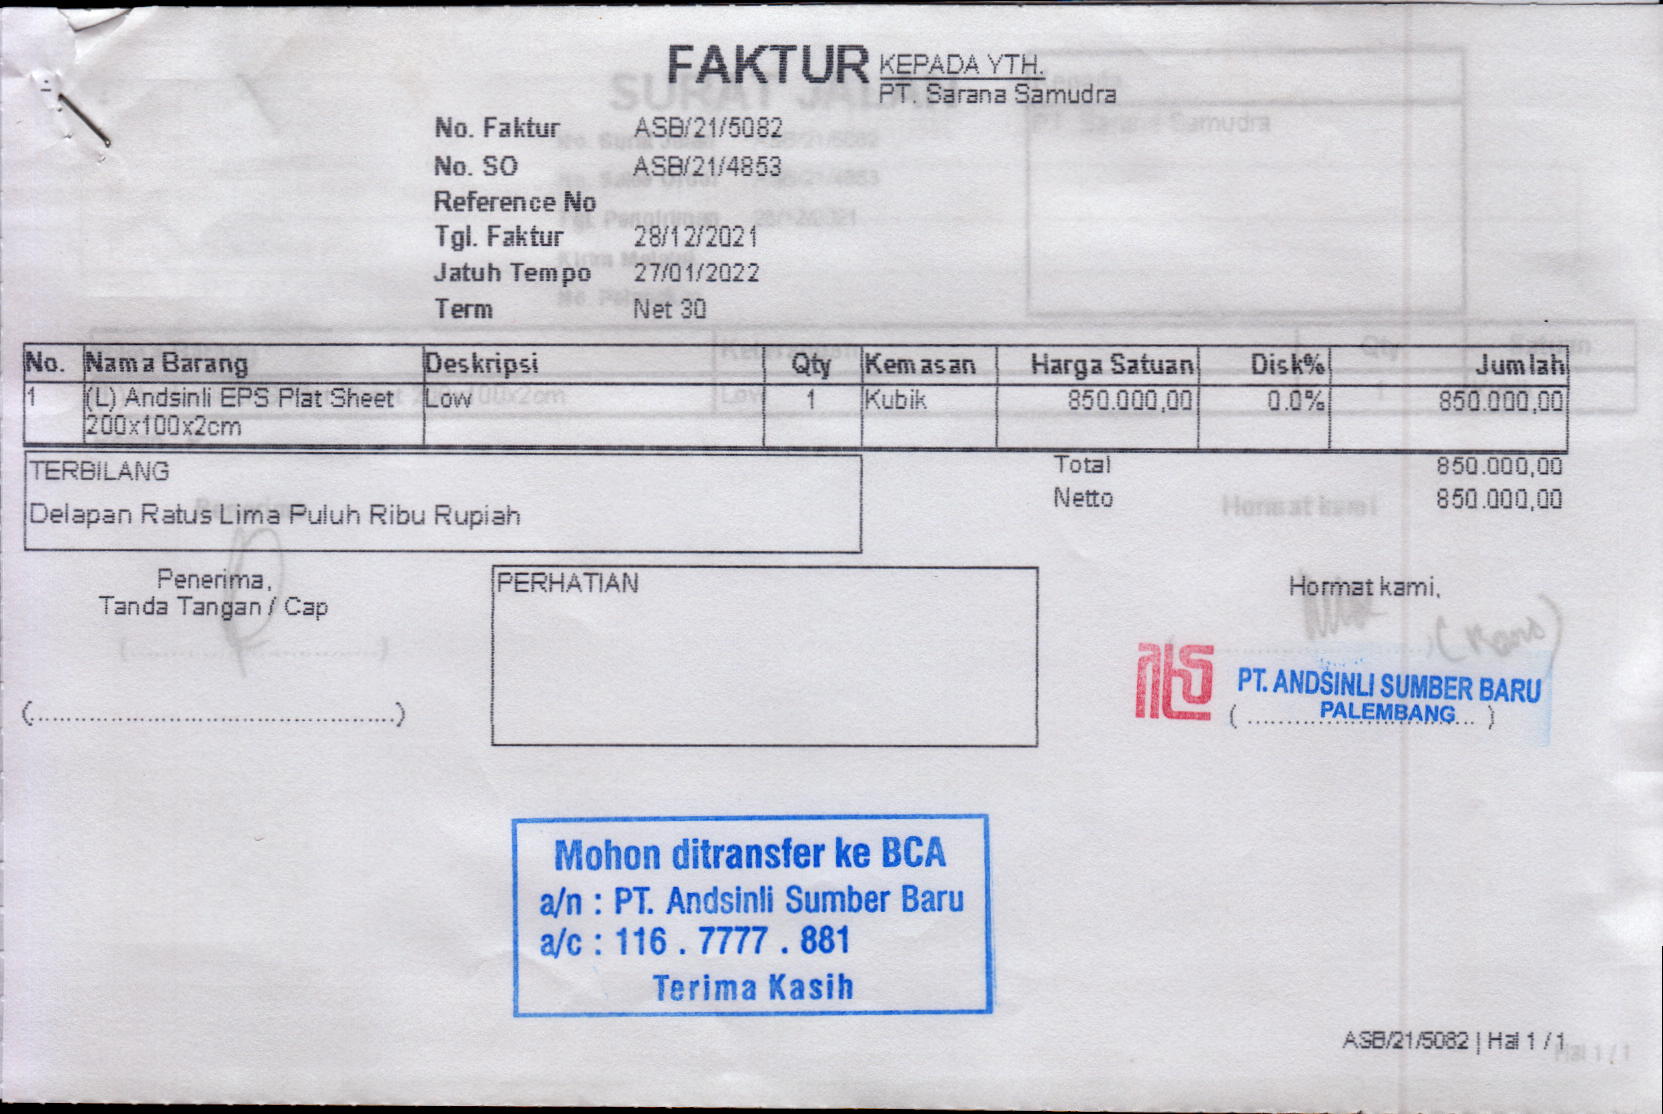 FAKTUR
KEPADA YTH.
PT. Sarana Samudra
No. Faktur ASB/21/5082
No. SO ASB/21/4853
Reference No
Tgl. Faktur 28/12/2021
Jatuh Tempo 27/01/2022
Term Net 30
No. Nama Barang Deskripsi Qty Kemasan Harga Satuan Disk% Jumlah
1 (L) Andsinli EPS Plat Sheet Low 1 Kubik 850.000,00 0.0% 850.000,00
200x100x2cm
TERBILANG
Delapan Ratus Lima Puluh Ribu Rupiah
Total 850.000,00
Netto 850.000,00
Penerima,
Tanda Tangan / Cap
(................................................)
PERHATIAN
Hormat kami,
PT. ANDSINLI SUMBER BARU
PALEMBANG
Mohon ditransfer ke BCA
a/n : PT. Andsinli Sumber Baru
a/c : 116 . 7777 . 881
Terima Kasih
ASB/21/5082 | Hal 1 / 1